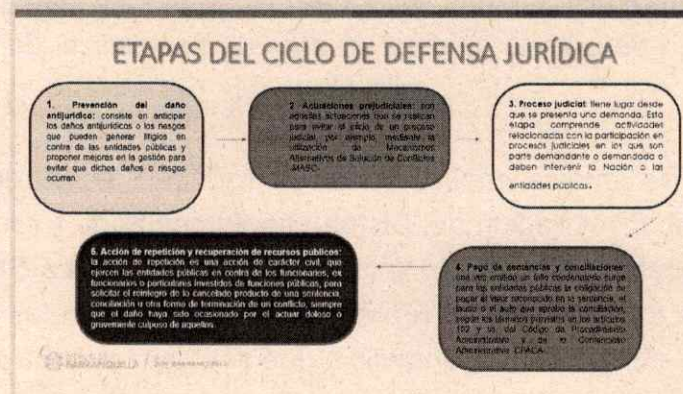 ETAPAS DEL CICLO DE DEFENSA JURÍDICA
1. Prevención del daño
antijurídico: consiste en anticipar
los daños antijurídicos o los riesgos
que pueden generar litigios en
contra de las entidades públicas y
proponer mejoras en la gestión para
evitar que dichos daños o riesgos
ocurran.
2. Actuaciones prejudiciales: son
aquellas actuaciones que se realizan
para evitar el inicio de un proceso
judicial, por ejemplo, mediante la
utilización de Mecanismos
Alternativos de Solución de Conflictos
-MASC-
3. Proceso judicial: tiene lugar desde
que se presenta una demanda. Esta
etapa comprende actividades
relacionadas con la participación en
procesos judiciales en los que son
parte demandante o demandada o
deben intervenir la Nación o las
entidades públicas.
4. Pago de sentencias y conciliaciones:
una vez emitido un fallo condenatorio surge
para las entidades públicas la obligación de
pagar el valor reconocido en la sentencia, el
laudo o el auto que aprobó la conciliación,
según los términos previstos en los artículos
192 y ss. del Código de Procedimiento
Administrativo y de lo Contencioso
Administrativo -CPACA-
5. Acción de repetición y recuperación de recursos públicos:
la acción de repetición es una acción de carácter civil, que
ejercen las entidades públicas en contra de los funcionarios, ex
funcionarios o particulares investidos de funciones públicas, para
solicitar el reintegro de lo cancelado producto de una sentencia,
conciliación u otra forma de terminación de un conflicto, siempre
que el daño haya sido ocasionado por el actuar doloso o
gravemente culposo de aquellos.
BARRANQUILLA